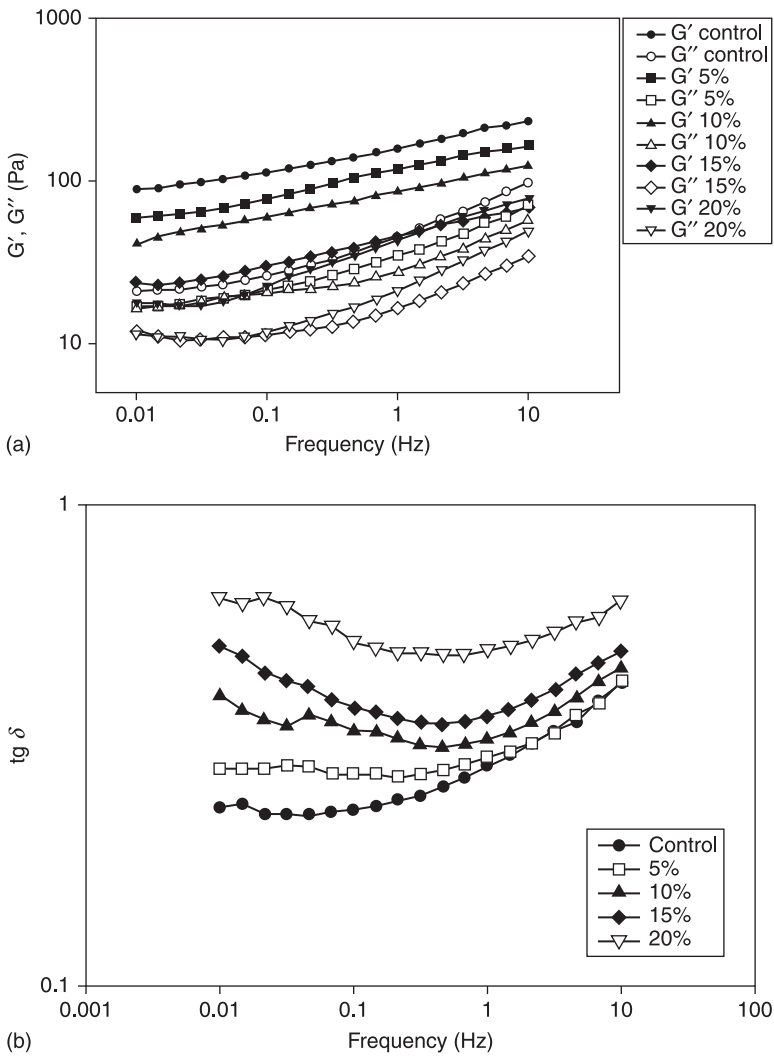 1000
100
10
G′, G″ (Pa)
0.01 0.1 1 10
Frequency (Hz)
(a)
G′ control
G″ control
G′ 5%
G″ 5%
G′ 10%
G″ 10%
G′ 15%
G″ 15%
G′ 20%
G″ 20%
1
0.1
tg δ
0.001 0.01 0.1 1 10 100
Frequency (Hz)
(b)
Control
5%
10%
15%
20%